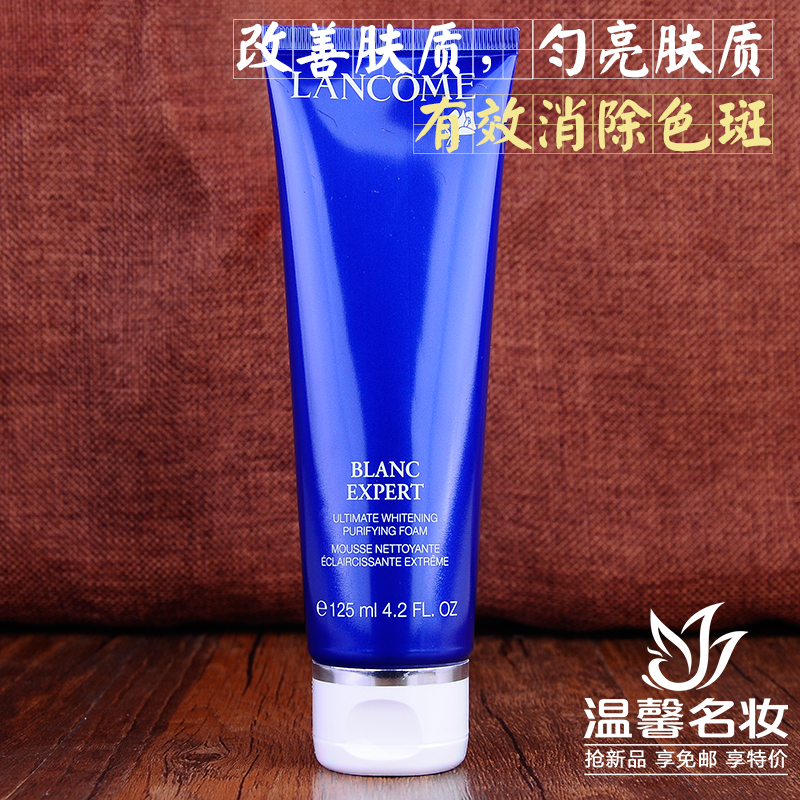 改善肤质，匀亮肤质
LANCÔME
有效消除色斑
BLANC
EXPERT
ULTIMATE WHITENING
PURIFYING FOAM
MOUSSE NETTOYANTE
ÉCLAIRCISSANTE EXTRÊME
e 125 ml 4.2 FL. OZ
温馨名妆
抢新品 享免邮 享特价